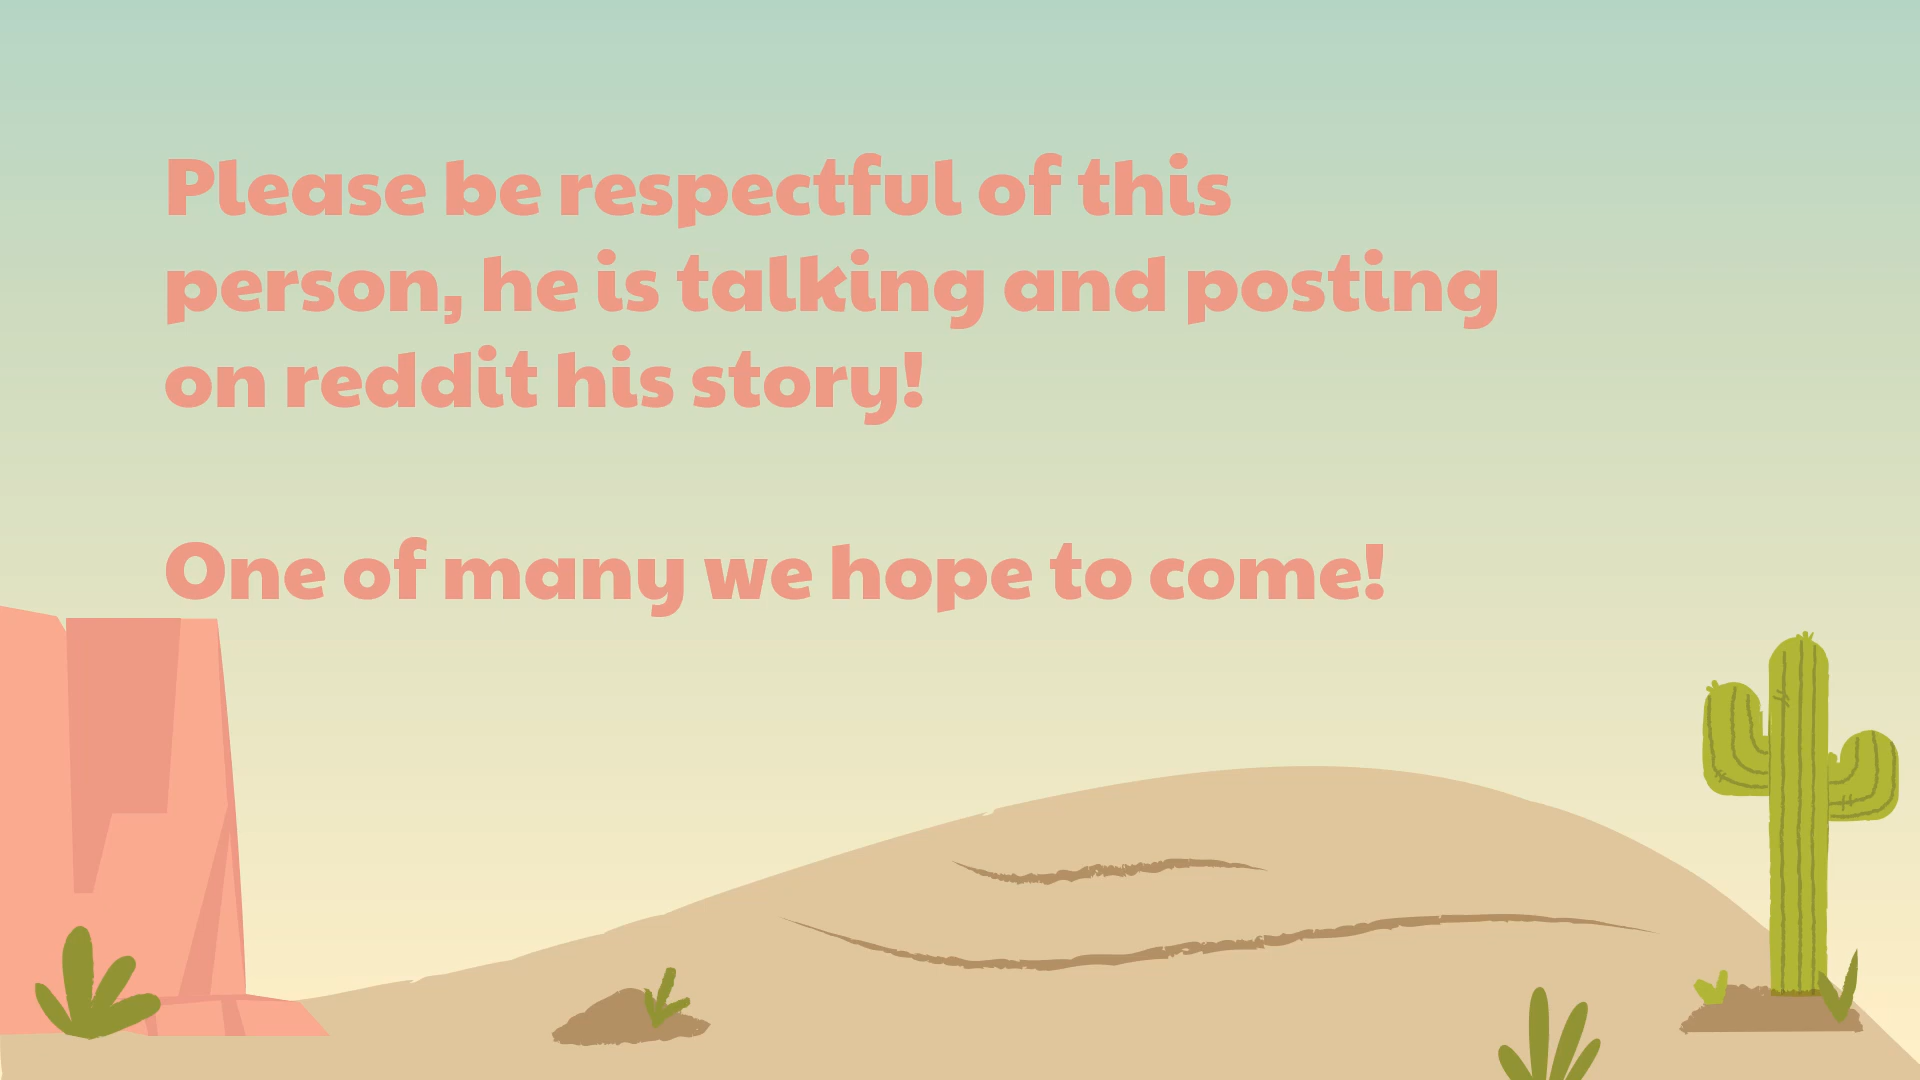 Please be respectful of this
person, he is talking and posting
on reddit his story!
One of many we hope to come!